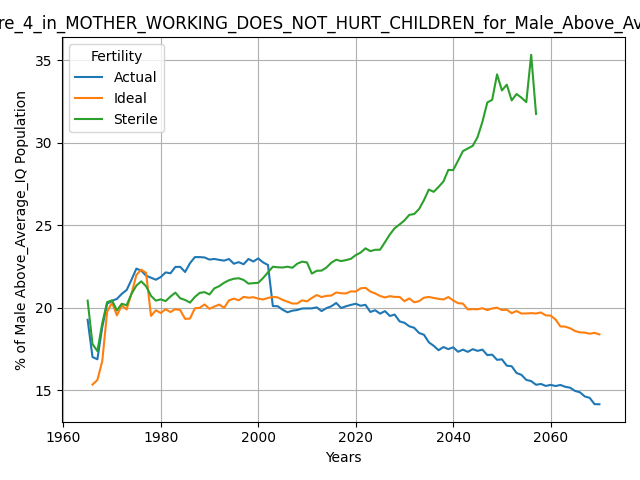 re_4_in_MOTHER_WORKING_DOES_NOT_HURT_CHILDREN_for_Male_Above_Av
Fertility
Actual
Ideal
Sterile
% of Male Above_Average_IQ Population
35
30
25
20
15
1960 1980 2000 2020 2040 2060
Years